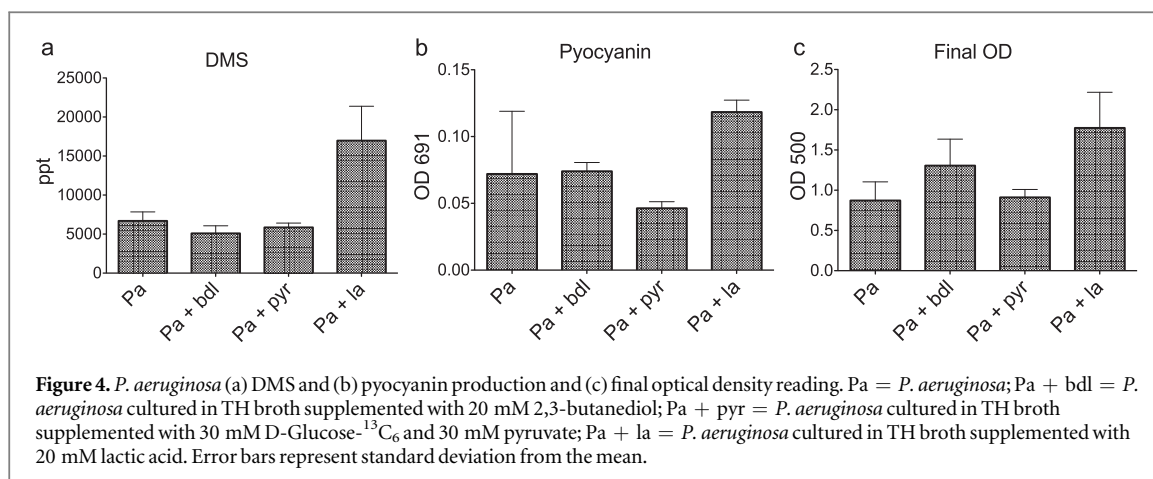 a
DMS
25000
20000
15000
10000
5000
0
ppt
Pa
Pa + bdl
Pa + pyr
Pa + la
b
Pyocyanin
0.15
0.10
0.05
0.00
OD 691
Pa
Pa + bdl
Pa + pyr
Pa + la
c
Final OD
2.5
2.0
1.5
1.0
0.5
0.0
OD 500
Pa
Pa + bdl
Pa + pyr
Pa + la
Figure 4. P. aeruginosa (a) DMS and (b) pyocyanin production and (c) final optical density reading. Pa = P. aeruginosa; Pa + bdl = P.
aeruginosa cultured in TH broth supplemented with 20 mM 2,3-butanediol; Pa + pyr = P. aeruginosa cultured in TH broth
supplemented with 30 mM D-Glucose-¹³C₆ and 30 mM pyruvate; Pa + la = P. aeruginosa cultured in TH broth supplemented with
20 mM lactic acid. Error bars represent standard deviation from the mean.